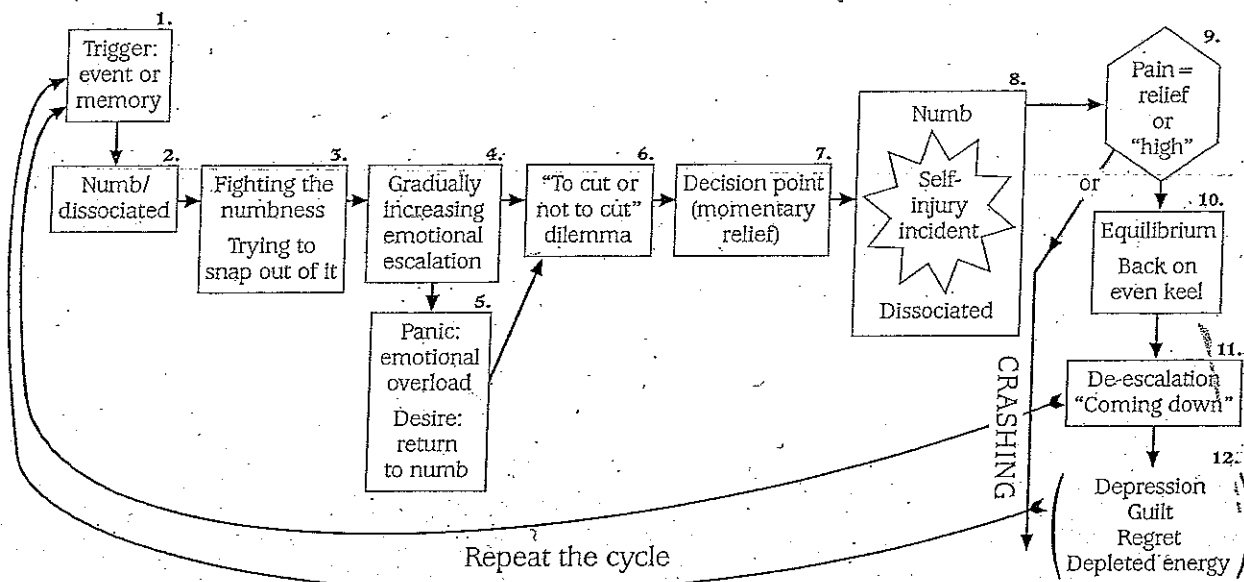 1.
Trigger:
event or
memory
2.
Numb/
dissociated
3.
Fighting the
numbness
Trying to
snap out of it
4.
Gradually
increasing
emotional
escalation
5.
Panic:
emotional
overload
Desire:
return
to numb
6.
“To cut or
not to cut”
dilemma
7.
Decision point
(momentary
relief)
8.
Numb
Self-
injury
incident
Dissociated
9.
Pain =
relief
or
“high”
or
CRASHING
10.
Equilibrium
Back on
even keel
11.
De-escalation
“Coming down”
12.
Depression
Guilt
Regret
Depleted energy
Repeat the cycle